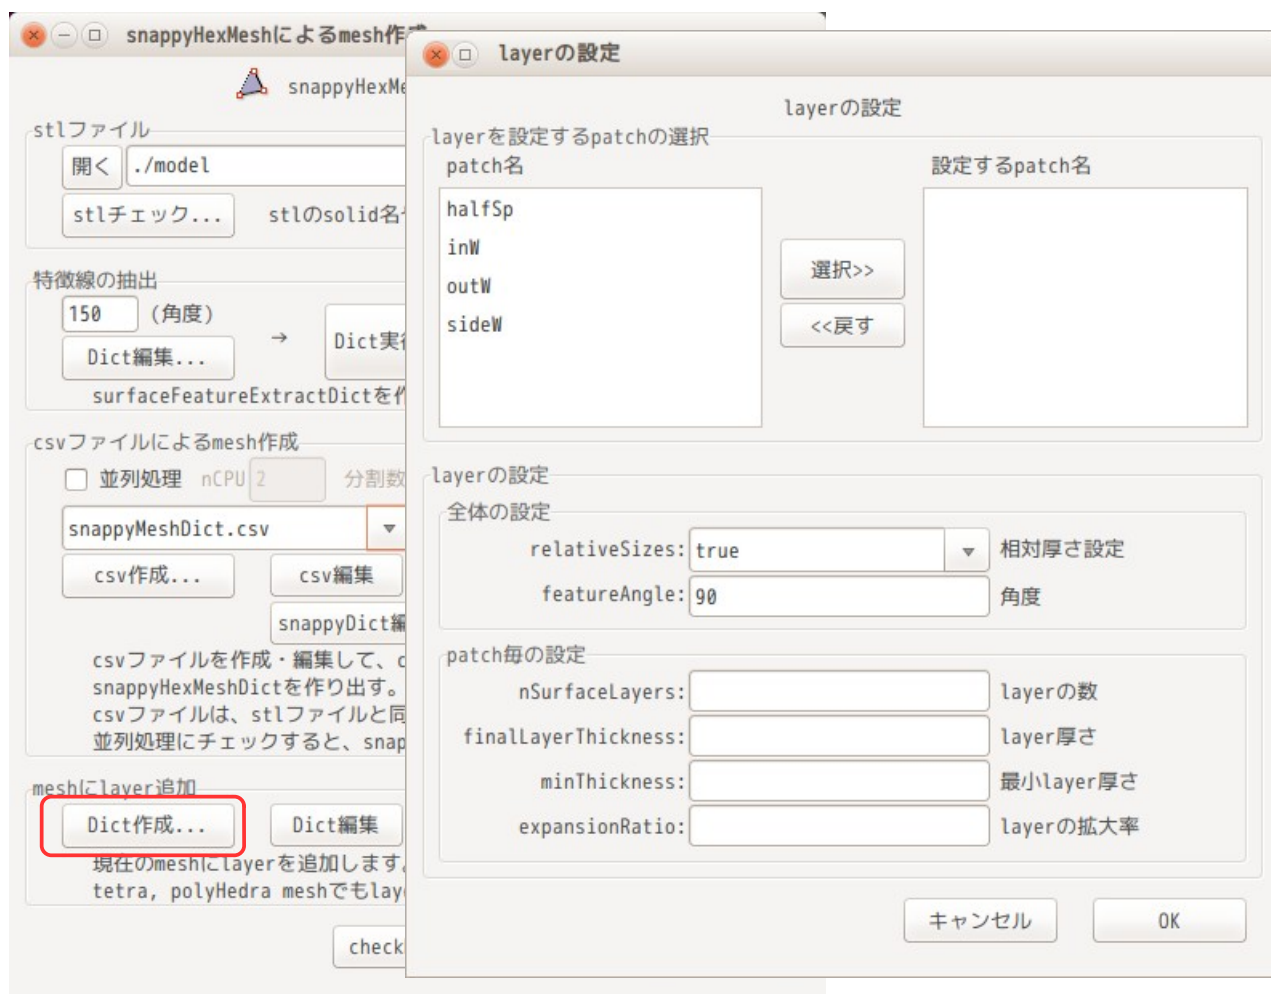 snappyHexMeshによるmesh作成
snappyHexMe
stlファイル
開く ./model
stlチェック... stlのsolid名
特徴線の抽出
150 (角度)
→ Dict実行
Dict編集...
surfaceFeatureExtractDictを作
csvファイルによるmesh作成
並列処理 nCPU 2 分割数
snappyMeshDict.csv
csv作成... csv編集
snappyDict編
csvファイルを作成・編集して、c
snappyHexMeshDictを作り出す。
csvファイルは、stlファイルと同
並列処理にチェックすると、snap
meshにlayer追加
Dict作成... Dict編集
現在のmeshにlayerを追加します。
tetra, polyHedra meshでもlay
check
layerの設定
layerの設定
layerを設定するpatchの選択
patch名 設定するpatch名
halfSp
inW
outW
sideW
選択>>
<<戻す
layerの設定
全体の設定
relativeSizes: true 相対厚さ設定
featureAngle: 90 角度
patch毎の設定
nSurfaceLayers: layerの数
finalLayerThickness: layer厚さ
minThickness: 最小layer厚さ
expansionRatio: layerの拡大率
キャンセル OK